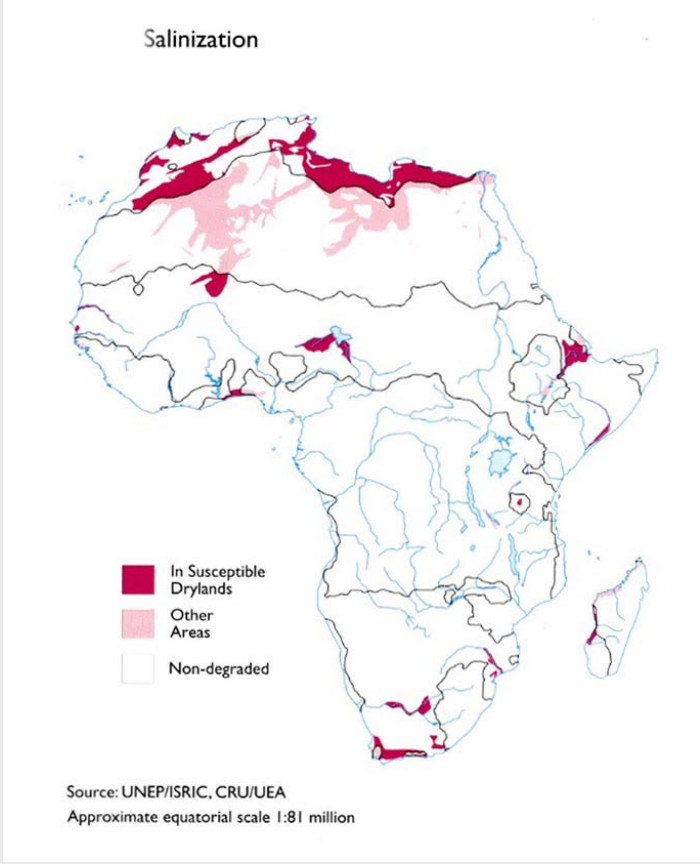 Salinization
In Susceptible
Drylands
Other
Areas
Non-degraded
Source: UNEP/ISRIC, CRU/UEA
Approximate equatorial scale 1:81 million